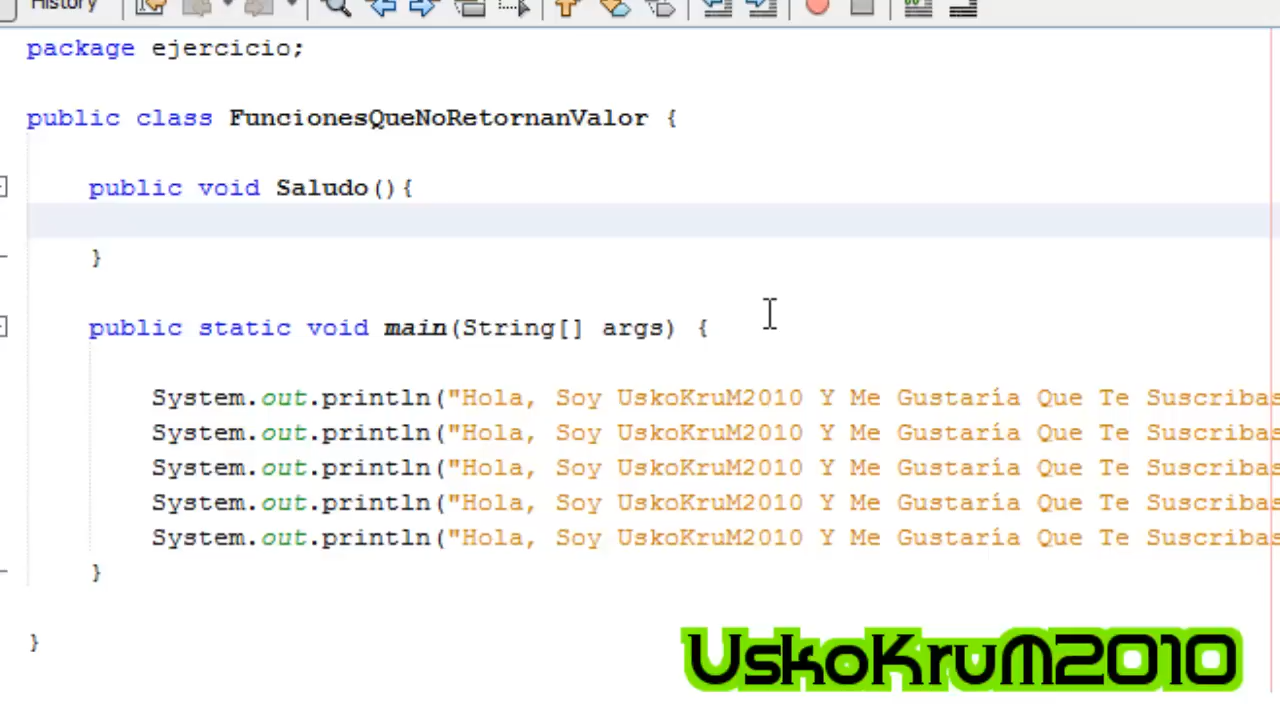 History
package ejercicio;
public class FuncionesQueNoRetornanValor {
public void Saludo(){
}
public static void main(String[] args) {
System.out.println("Hola, Soy UskoKruM2010 Y Me Gustaría Que Te Suscribas
System.out.println("Hola, Soy UskoKruM2010 Y Me Gustaría Que Te Suscribas
System.out.println("Hola, Soy UskoKruM2010 Y Me Gustaría Que Te Suscribas
System.out.println("Hola, Soy UskoKruM2010 Y Me Gustaría Que Te Suscribas
System.out.println("Hola, Soy UskoKruM2010 Y Me Gustaría Que Te Suscribas
}
}
UskoKruM2010